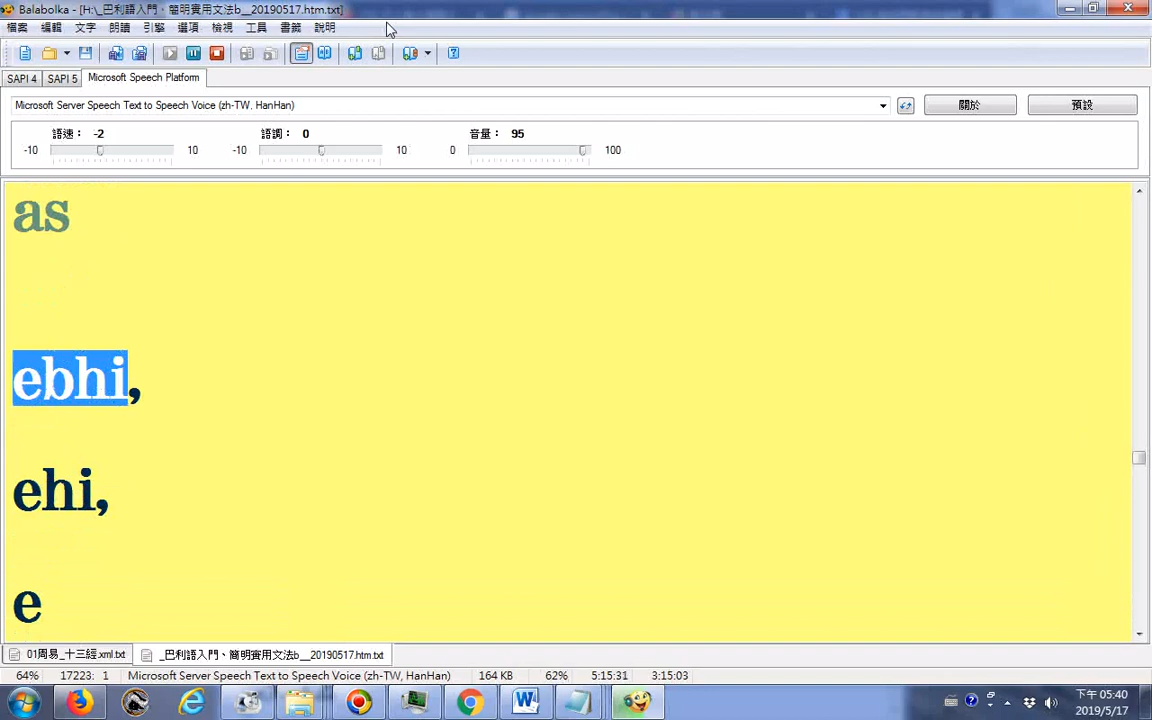 Balabolka - [H:\_巴利語入門、簡明實用文法b__20190517.htm.txt]
檔案 編輯 文字 朗讀 引擎 選項 檢視 工具 書籤 說明
SAPI 4 SAPI 5 Microsoft Speech Platform
Microsoft Server Speech Text to Speech Voice (zh-TW, HanHan) 關於 預設
語速： -2 語調： 0 音量： 95
-10 10 -10 10 0 100
as
ebhi,
ehi,
e
01周易_十三經.xml.txt _巴利語入門、簡明實用文法b__20190517.htm.txt
64% 17223: 1 Microsoft Server Speech Text to Speech Voice (zh-TW, HanHan) 164 KB 62% 5:15:31 3:15:03
下午 05:40
2019/5/17